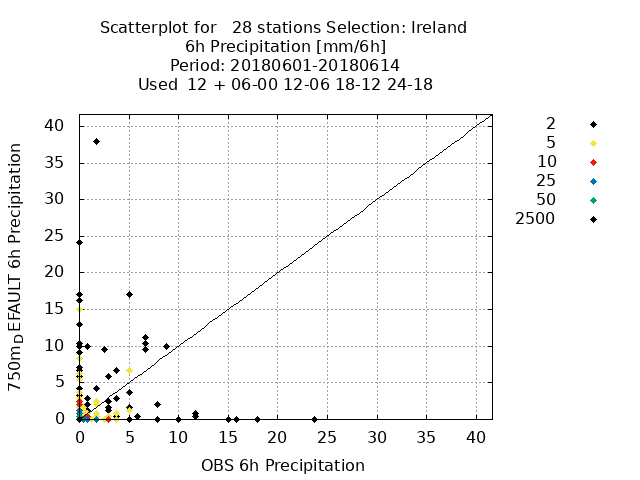 Scatterplot for 28 stations Selection: Ireland
6h Precipitation [mm/6h]
Period: 20180601-20180614
Used 12 + 06-00 12-06 18-12 24-18
40
35
30
25
20
15
10
5
0
750mDEFAULT 6h Precipitation
0 5 10 15 20 25 30 35 40
OBS 6h Precipitation
2
5
10
25
50
2500